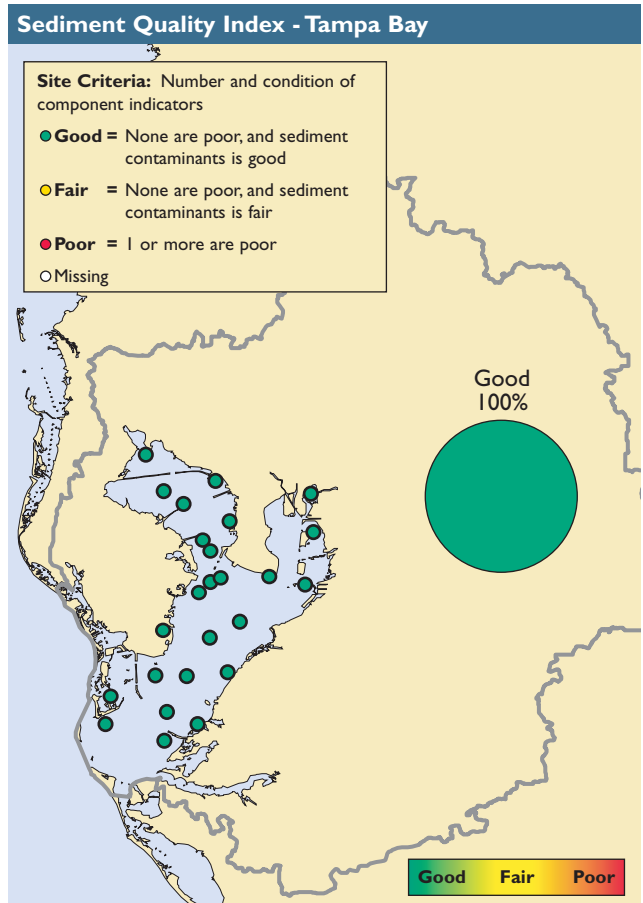 Sediment Quality Index - Tampa Bay
Site Criteria: Number and condition of
component indicators
Good = None are poor, and sediment
contaminants is good
Fair = None are poor, and sediment
contaminants is fair
Poor = 1 or more are poor
Missing
Good
100%
Good Fair Poor